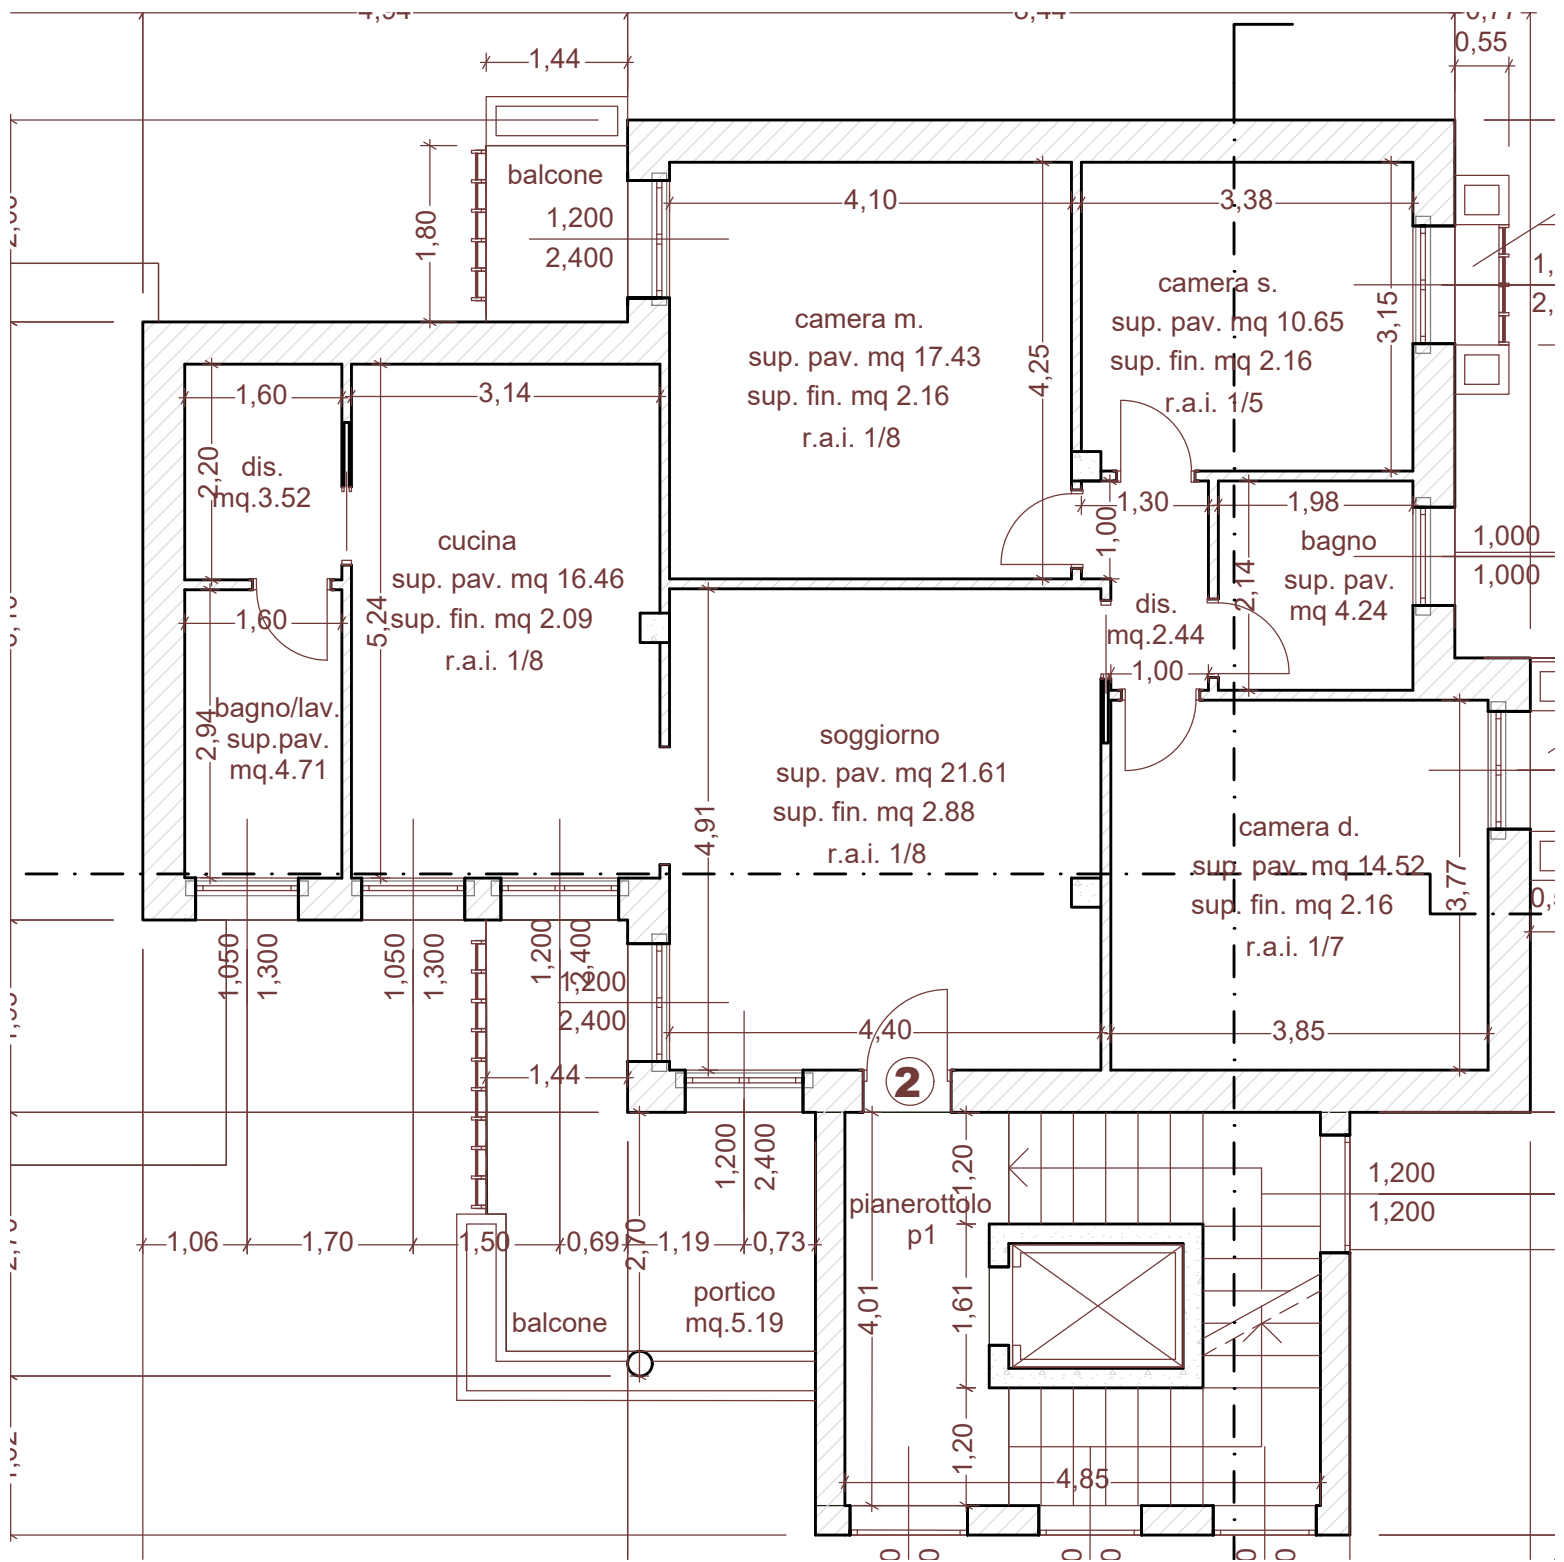 0,55
1,44
balcone
1,200
2,400
1,80
4,10
3,38
camera m.
sup. pav. mq 17.43
sup. fin. mq 2.16
r.a.i. 1/8
4,25
camera s.
sup. pav. mq 10.65
sup. fin. mq 2.16
r.a.i. 1/5
3,15
1,60
3,14
2,20
dis.
mq.3.52
cucina
sup. pav. mq 16.46
sup. fin. mq 2.09
r.a.i. 1/8
5,24
1,30
1,00
1,98
bagno
sup. pav.
mq 4.24
2,14
1,000
1,000
dis.
mq.2.44
1,00
1,60
bagno/lav.
sup.pav.
mq.4.71
2,94
soggiorno
sup. pav. mq 21.61
sup. fin. mq 2.88
r.a.i. 1/8
4,91
camera d.
sup. pav. mq 14.52
sup. fin. mq 2.16
r.a.i. 1/7
3,77
1,050
1,300
1,050
1,300
1,200
2,400
1,200
2,400
4,40
3,85
2
1,44
1,200
2,400
1,20
1,200
1,200
pianerottolo
p1
1,06
1,70
1,50
0,69
1,19
0,73
2,70
portico
mq.5.19
balcone
4,01
1,61
1,20
4,85